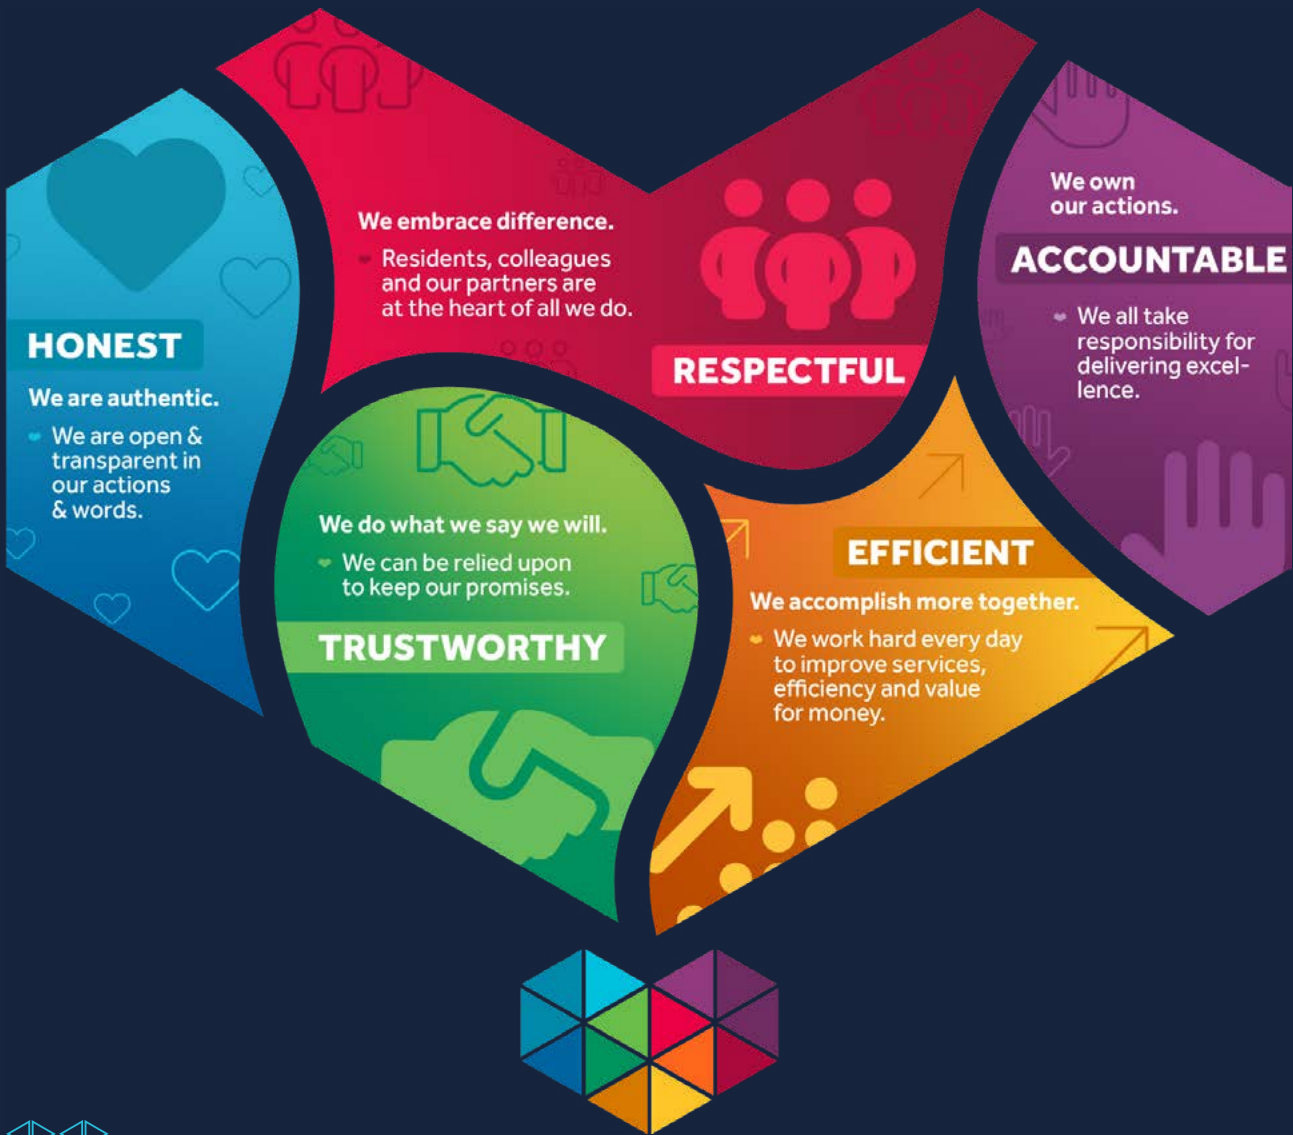 HONEST
We are authentic.
We are open &
transparent in
our actions
& words.
We embrace difference.
Residents, colleagues
and our partners are
at the heart of all we do.
RESPECTFUL
We own
our actions.
ACCOUNTABLE
We all take
responsibility for
delivering excel-
lence.
We do what we say we will.
We can be relied upon
to keep our promises.
TRUSTWORTHY
EFFICIENT
We accomplish more together.
We work hard every day
to improve services,
efficiency and value
for money.